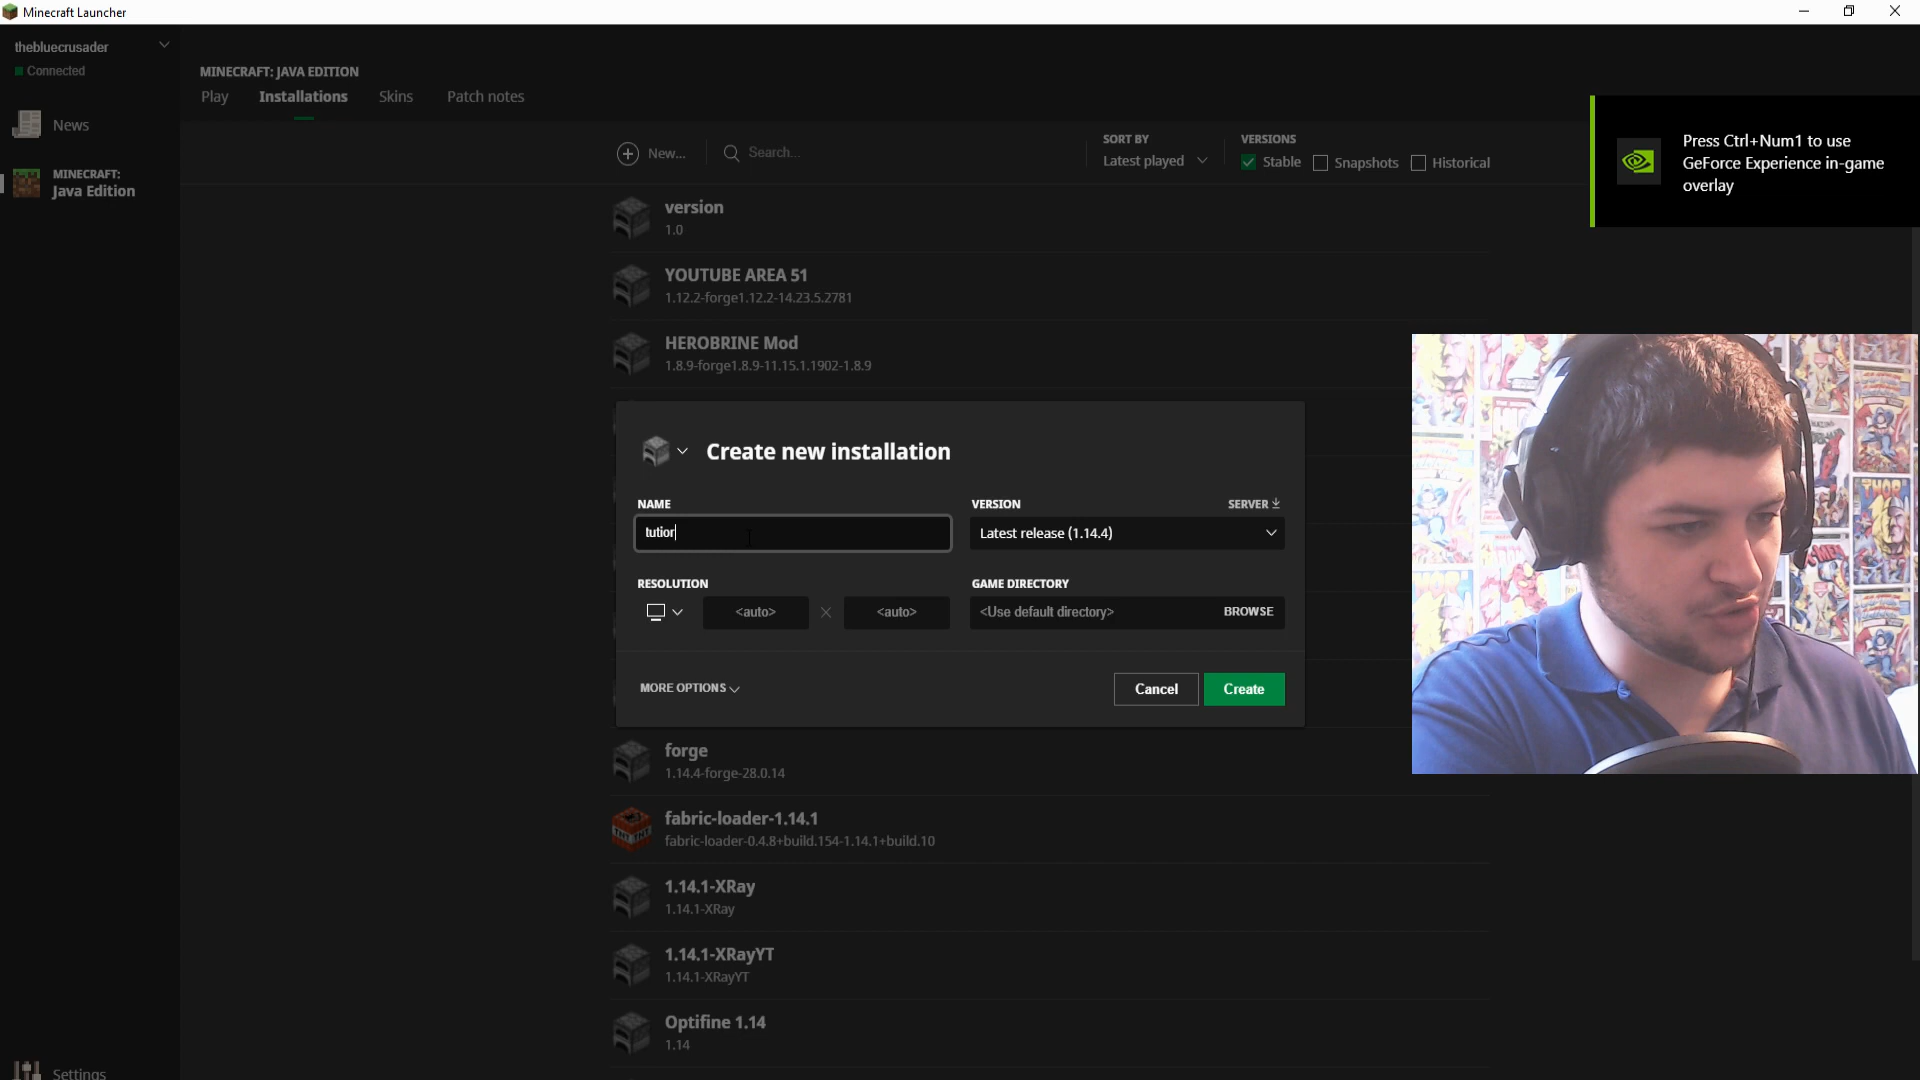 Minecraft Launcher
thebluecrusader
Connected
News
MINECRAFT:
Java Edition
Settings
MINECRAFT: JAVA EDITION
Play Installations Skins Patch notes
New... Search...
SORT BY
Latest played
VERSIONS
Stable Snapshots Historical
Press Ctrl+Num1 to use
GeForce Experience in-game
overlay
version
1.0
YOUTUBE AREA 51
1.12.2-forge1.12.2-14.23.5.2781
HEROBRINE Mod
1.8.9-forge1.8.9-11.15.1.1902-1.8.9
Create new installation
NAME
tutior
VERSION SERVER
Latest release (1.14.4)
RESOLUTION
<auto> <auto>
GAME DIRECTORY
<Use default directory> BROWSE
MORE OPTIONS
Cancel Create
forge
1.14.4-forge-28.0.14
fabric-loader-1.14.1
fabric-loader-0.4.8+build.154-1.14.1+build.10
1.14.1-XRay
1.14.1-XRay
1.14.1-XRayYT
1.14.1-XRayYT
Optifine 1.14
1.14
THOR